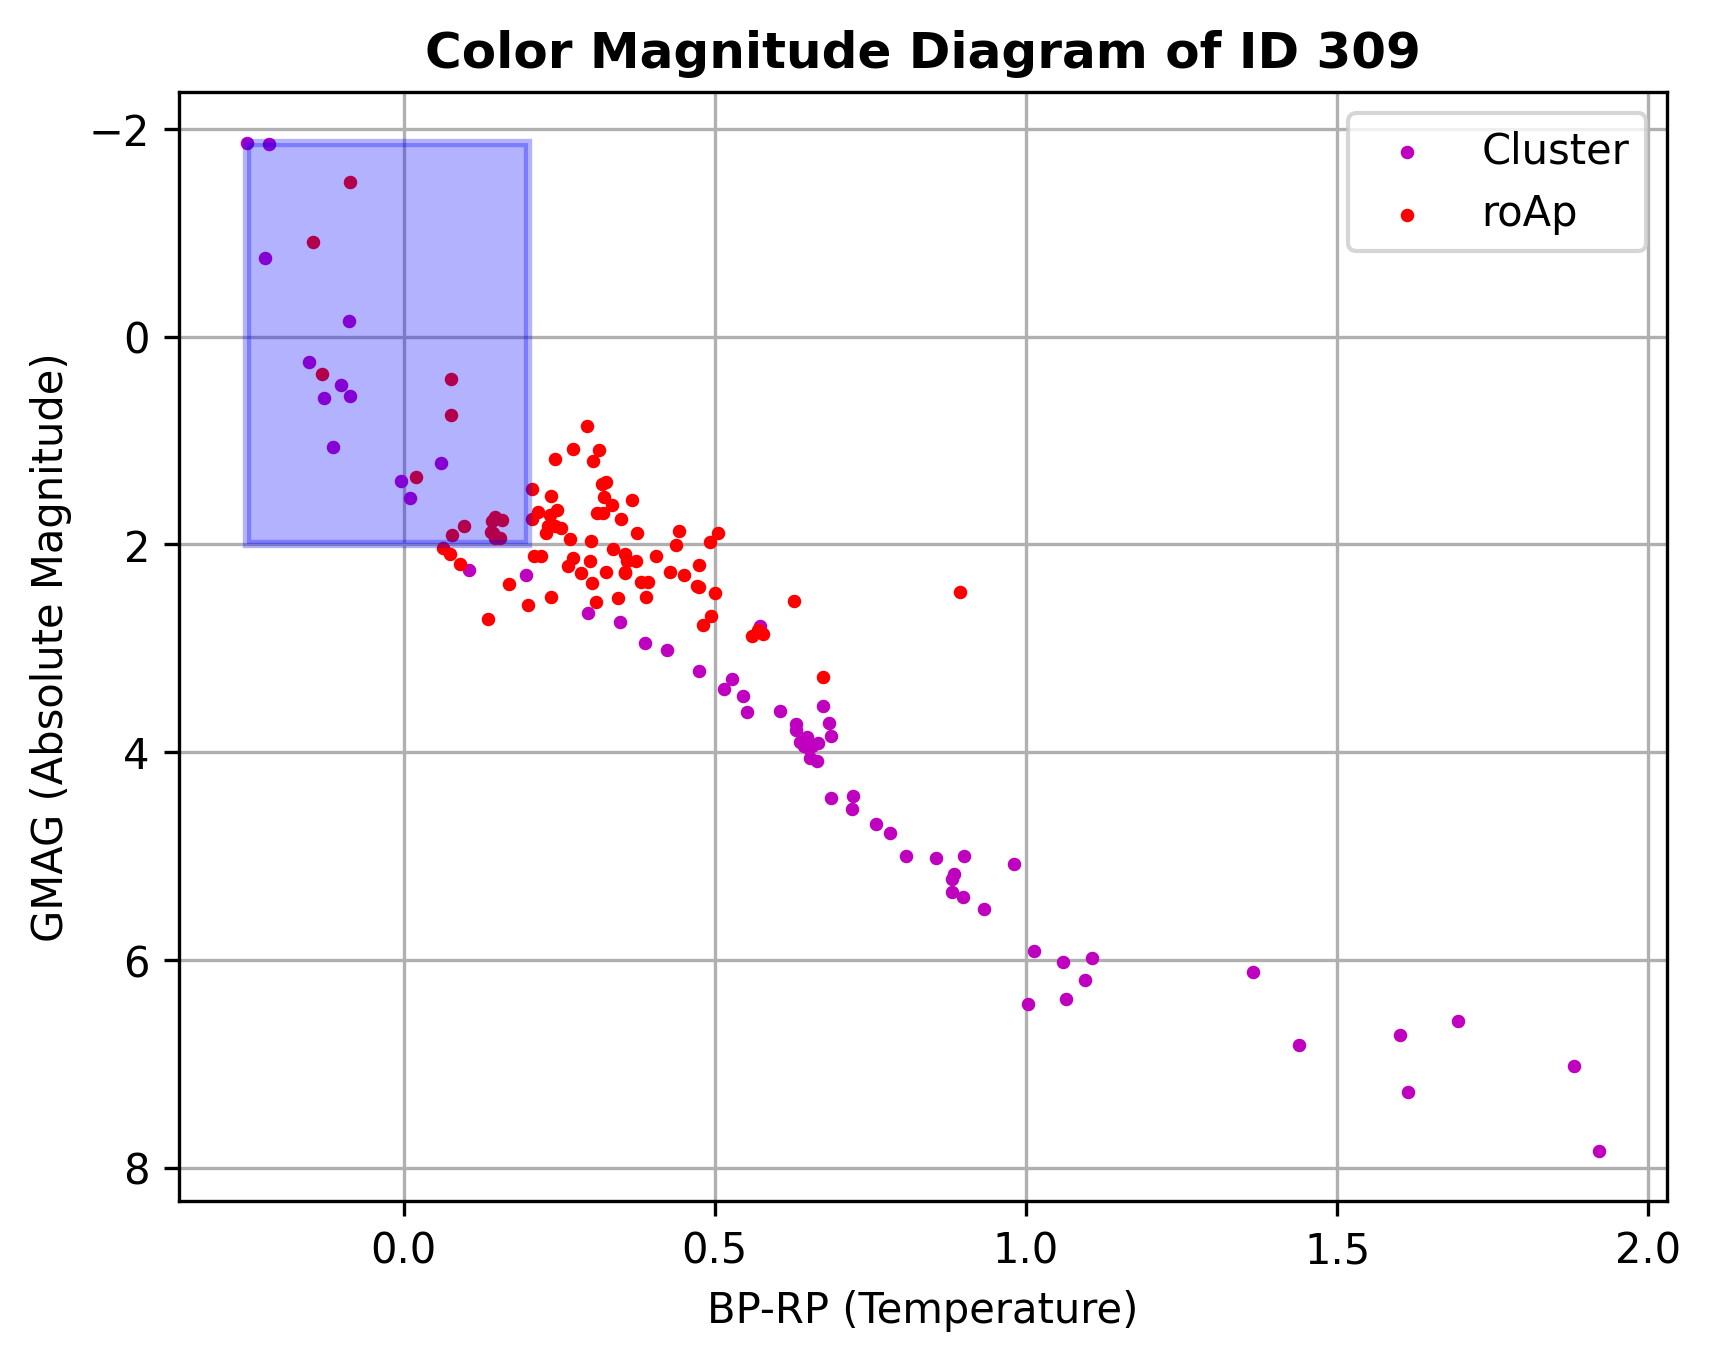 Color Magnitude Diagram of ID 309
Cluster
roAp
−2
0
2
4
6
8
GMAG (Absolute Magnitude)
0.0 0.5 1.0 1.5 2.0
BP-RP (Temperature)